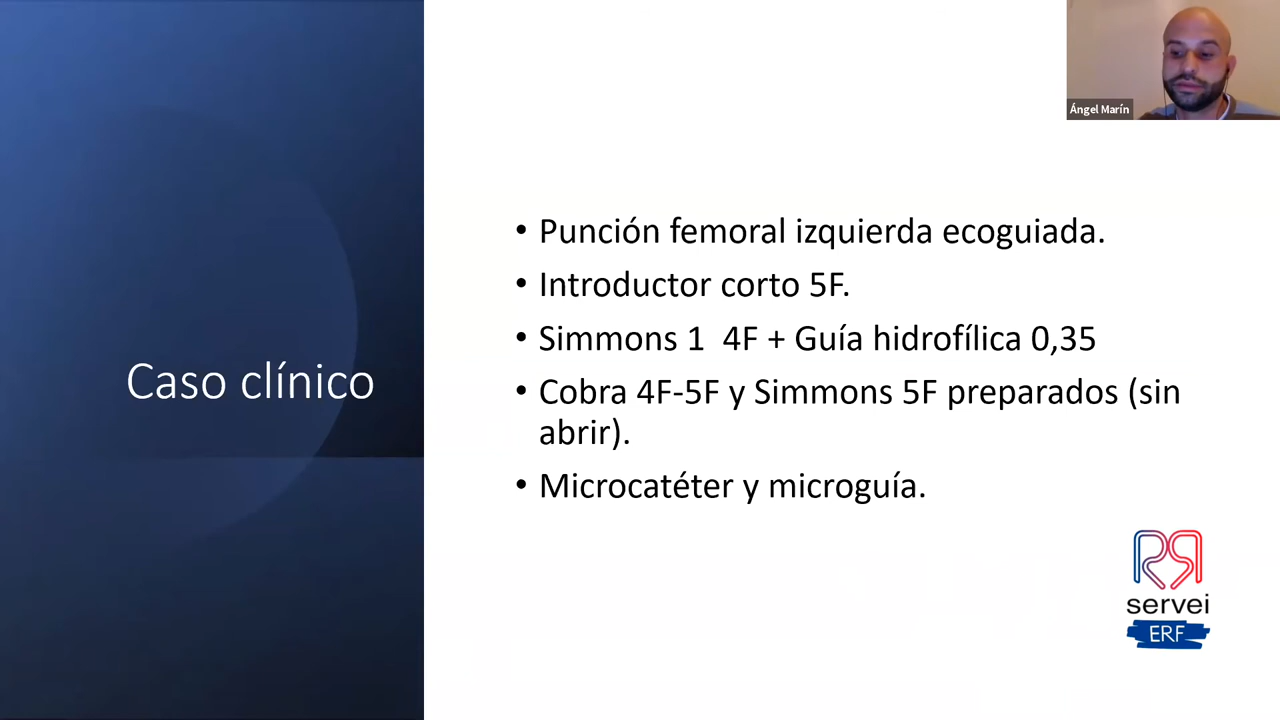 Ángel Marín
Caso clínico
• Punción femoral izquierda ecoguiada.
• Introductor corto 5F.
• Simmons 1  4F + Guía hidrofílica 0,35
• Cobra 4F-5F y Simmons 5F preparados (sin
abrir).
• Microcatéter y microguía.
servei
ERF